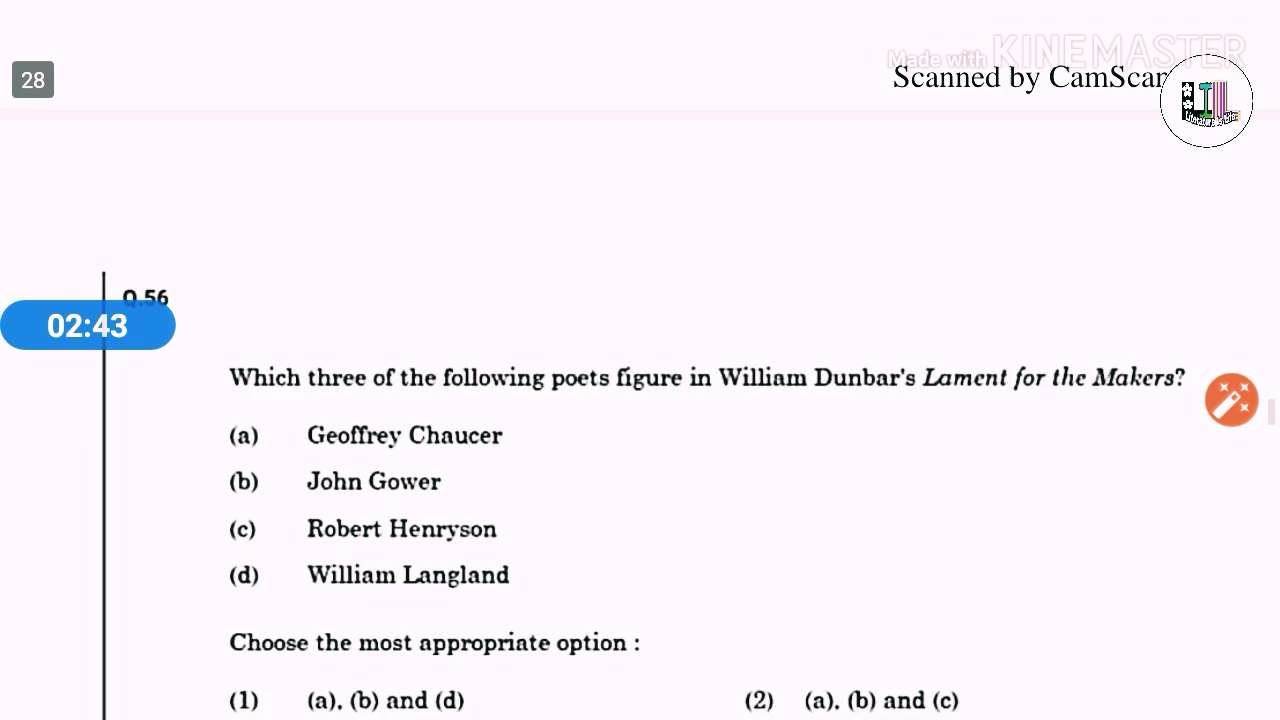 Made with KINEMASTER
28
Scanned by CamScan
Q.56
02:43
Which three of the following poets figure in William Dunbar's Lament for the Makers?
(a) Geoffrey Chaucer
(b) John Gower
(c) Robert Henryson
(d) William Langland
Choose the most appropriate option :
(1) (a), (b) and (d) (2) (a), (b) and (c)